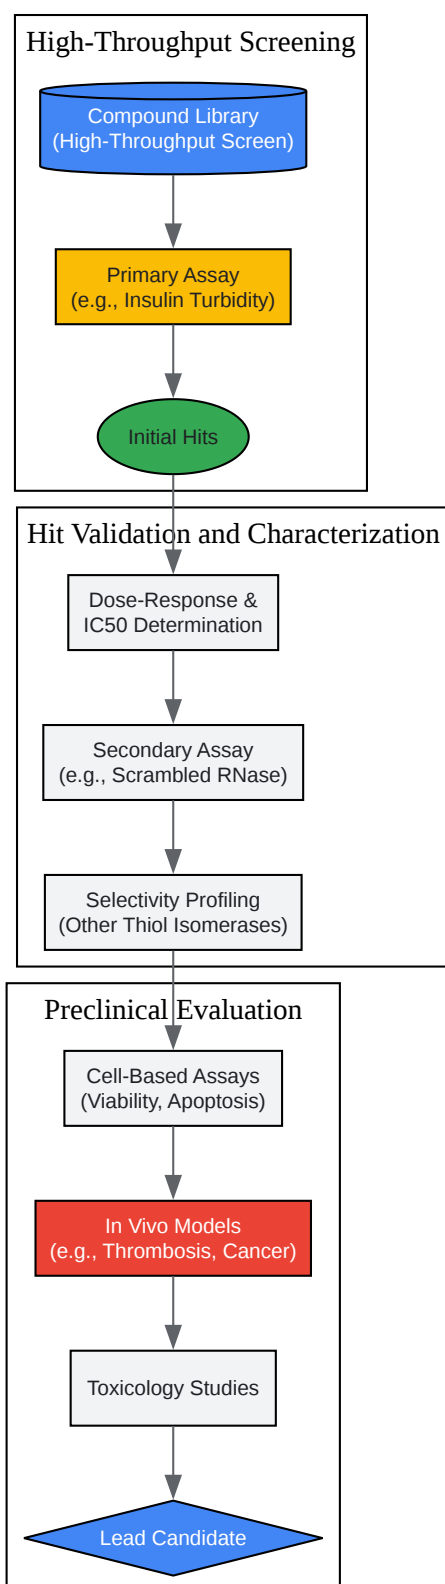 High-Throughput Screening
Compound Library
(High-Throughput Screen)
Primary Assay
(e.g., Insulin Turbidity)
Initial Hits
Hit Validation and Characterization
Dose-Response &
IC50 Determination
Secondary Assay
(e.g., Scrambled RNase)
Selectivity Profiling
(Other Thiol Isomerases)
Preclinical Evaluation
Cell-Based Assays
(Viability, Apoptosis)
In Vivo Models
(e.g., Thrombosis, Cancer)
Toxicology Studies
Lead Candidate